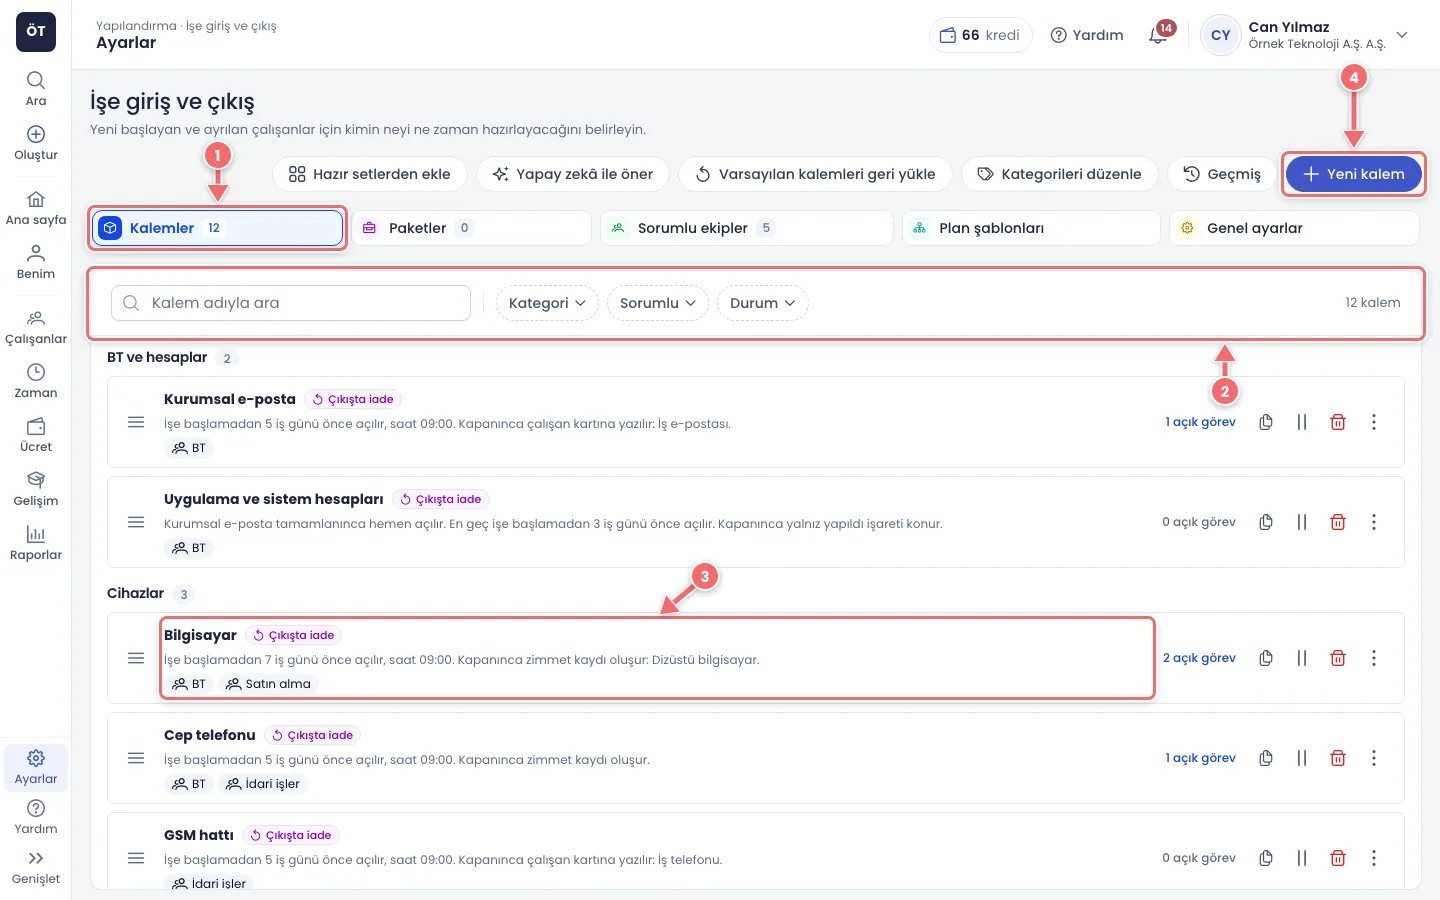 ÖT
Ara
Oluştur
Ana sayfa
Benim
Çalışanlar
Zaman
Ücret
Gelişim
Raporlar
Ayarlar
Yardım
Genişlet
Yapılandırma · İşe giriş ve çıkış
Ayarlar
66 kredi
Yardım
14
CY
Can Yılmaz
Örnek Teknoloji A.Ş. A.Ş.
4
İşe giriş ve çıkış
Yeni başlayan ve ayrılan çalışanlar için kimin neyi ne zaman hazırlayacağını belirleyin.
1
Hazır setlerden ekle
Yapay zekâ ile öner
Varsayılan kalemleri geri yükle
Kategorileri düzenle
Geçmiş
Yeni kalem
Kalemler 12
Paketler 0
Sorumlu ekipler 5
Plan şablonları
Genel ayarlar
Kalem adıyla ara
Kategori
Sorumlu
Durum
12 kalem
2
BT ve hesaplar 2
Kurumsal e-posta Çıkışta iade
İşe başlamadan 5 iş günü önce açılır, saat 09:00. Kapanınca çalışan kartına yazılır: İş e-postası.
BT
1 açık görev
Uygulama ve sistem hesapları Çıkışta iade
Kurumsal e-posta tamamlanınca hemen açılır. En geç işe başlamadan 3 iş günü önce açılır. Kapanınca yalnız yapıldı işareti konur.
BT
0 açık görev
3
Cihazlar 3
Bilgisayar Çıkışta iade
İşe başlamadan 7 iş günü önce açılır, saat 09:00. Kapanınca zimmet kaydı oluşur: Dizüstü bilgisayar.
BT Satın alma
2 açık görev
Cep telefonu Çıkışta iade
İşe başlamadan 5 iş günü önce açılır, saat 09:00. Kapanınca zimmet kaydı oluşur.
BT İdari işler
1 açık görev
GSM hattı Çıkışta iade
İşe başlamadan 5 iş günü önce açılır, saat 09:00. Kapanınca çalışan kartına yazılır: İş telefonu.
İdari işler
0 açık görev